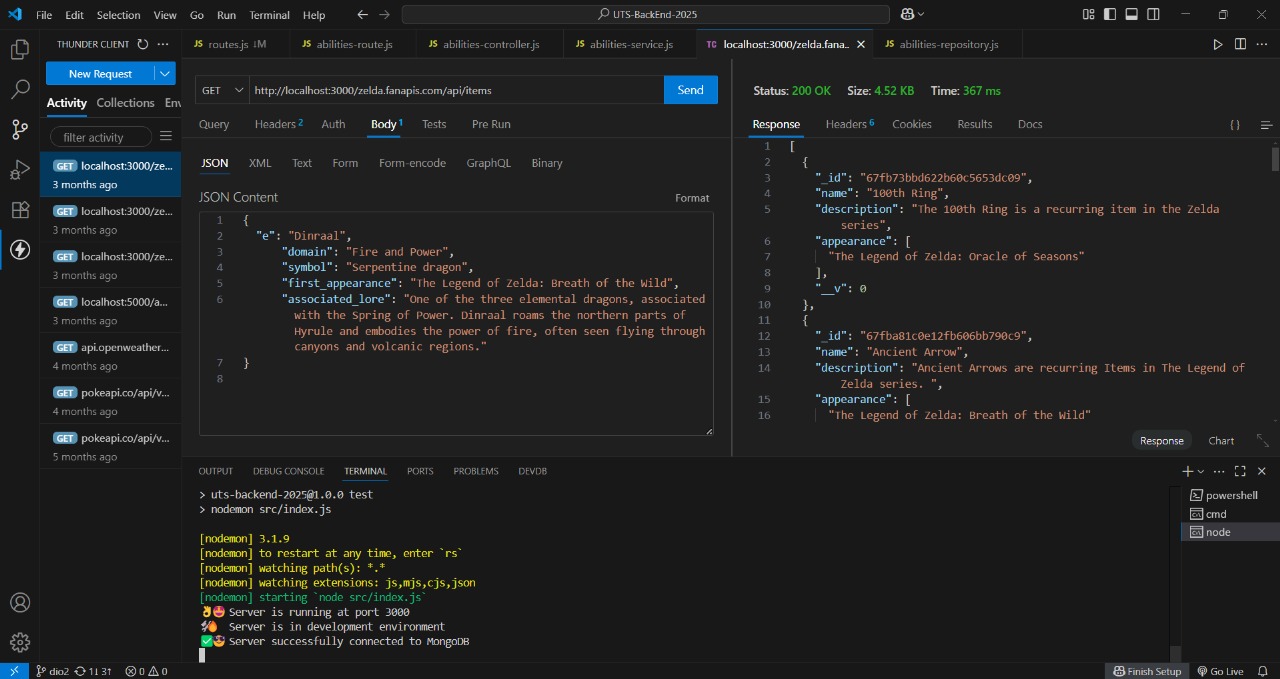 File Edit Selection View Go Run Terminal Help
UTS-BackEnd-2025
THUNDER CLIENT
JS routes.js ↓M
JS abilities-route.js
JS abilities-controller.js
JS abilities-service.js
TC localhost:3000/zelda.fana..
JS abilities-repository.js
New Request
Activity Collections Env
filter activity
GET localhost:3000/ze...
3 months ago
GET localhost:3000/ze...
3 months ago
GET localhost:3000/ze...
3 months ago
GET localhost:5000/a...
3 months ago
GET api.openweather...
4 months ago
GET pokeapi.co/api/v...
4 months ago
GET pokeapi.co/api/v...
5 months ago
GET http://localhost:3000/zelda.fanapis.com/api/items Send
Query Headers 2 Auth Body 1 Tests Pre Run
JSON XML Text Form Form-encode GraphQL Binary
JSON Content Format
1 {
2 "e": "Dinraal",
3 "domain": "Fire and Power",
4 "symbol": "Serpentine dragon",
5 "first_appearance": "The Legend of Zelda: Breath of the Wild",
6 "associated_lore": "One of the three elemental dragons, associated
with the Spring of Power. Dinraal roams the northern parts of
Hyrule and embodies the power of fire, often seen flying through
canyons and volcanic regions."
7 }
8
Status: 200 OK Size: 4.52 KB Time: 367 ms
Response Headers 6 Cookies Results Docs { }
1 [
2 {
3 "_id": "67fb73bbd622b60c5653dc09",
4 "name": "100th Ring",
5 "description": "The 100th Ring is a recurring item in the Zelda
series",
6 "appearance": [
7 "The Legend of Zelda: Oracle of Seasons"
8 ],
9 "__v": 0
10 },
11 {
12 "_id": "67fba81c0e12fb606bb790c9",
13 "name": "Ancient Arrow",
14 "description": "Ancient Arrows are recurring Items in The Legend of
Zelda series. ",
15 "appearance": [
16 "The Legend of Zelda: Breath of the Wild"
Response Chart
OUTPUT DEBUG CONSOLE TERMINAL PORTS PROBLEMS DEVDB
> uts-backend-2025@1.0.0 test
> nodemon src/index.js
[nodemon] 3.1.9
[nodemon] to restart at any time, enter `rs`
[nodemon] watching path(s): *.*
[nodemon] watching extensions: js,mjs,cjs,json
[nodemon] starting `node src/index.js`
Server is running at port 3000
Server is in development environment
Server successfully connected to MongoDB
powershell
cmd
node
dio2 1↓ 3↑ 0 0
Finish Setup Go Live